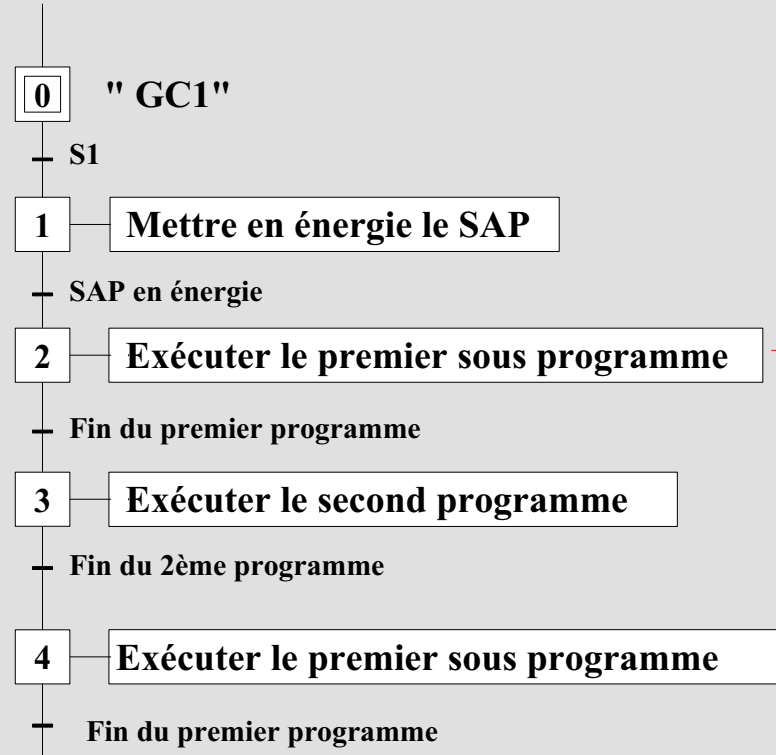 0 " GC1"
S1
1 Mettre en énergie le SAP
SAP en énergie
2 Exécuter le premier sous programme
Fin du premier programme
3 Exécuter le second programme
Fin du 2ème programme
4 Exécuter le premier sous programme
Fin du premier programme